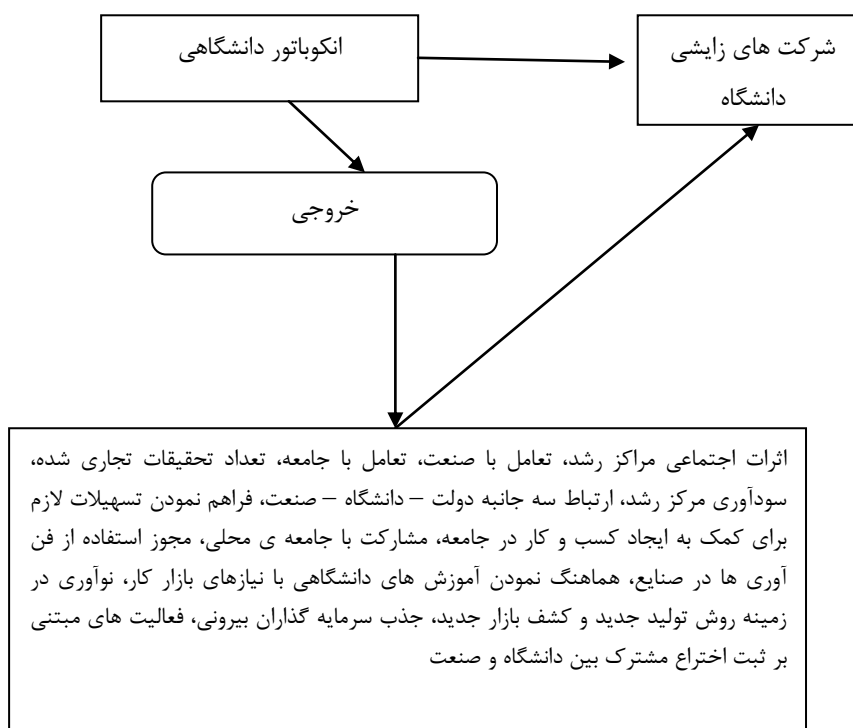 انکوباتور دانشگاهی
شرکت های زایشی
دانشگاه
خروجی
اثرات اجتماعی مراکز رشد، تعامل با صنعت، تعامل با جامعه، تعداد تحقیقات تجاری شده،
سودآوری مرکز رشد، ارتباط سه جانبه دولت – دانشگاه – صنعت، فراهم نمودن تسهیلات لازم
برای کمک به ایجاد کسب و کار در جامعه، مشارکت با جامعه ی محلی، مجوز استفاده از فن
آوری ها در صنایع، هماهنگ نمودن آموزش های دانشگاهی با نیازهای بازار کار، نوآوری در
زمینه روش تولید جدید و کشف بازار جدید، جذب سرمایه گذاران بیرونی، فعالیت های مبتنی
بر ثبت اختراع مشترک بین دانشگاه و صنعت